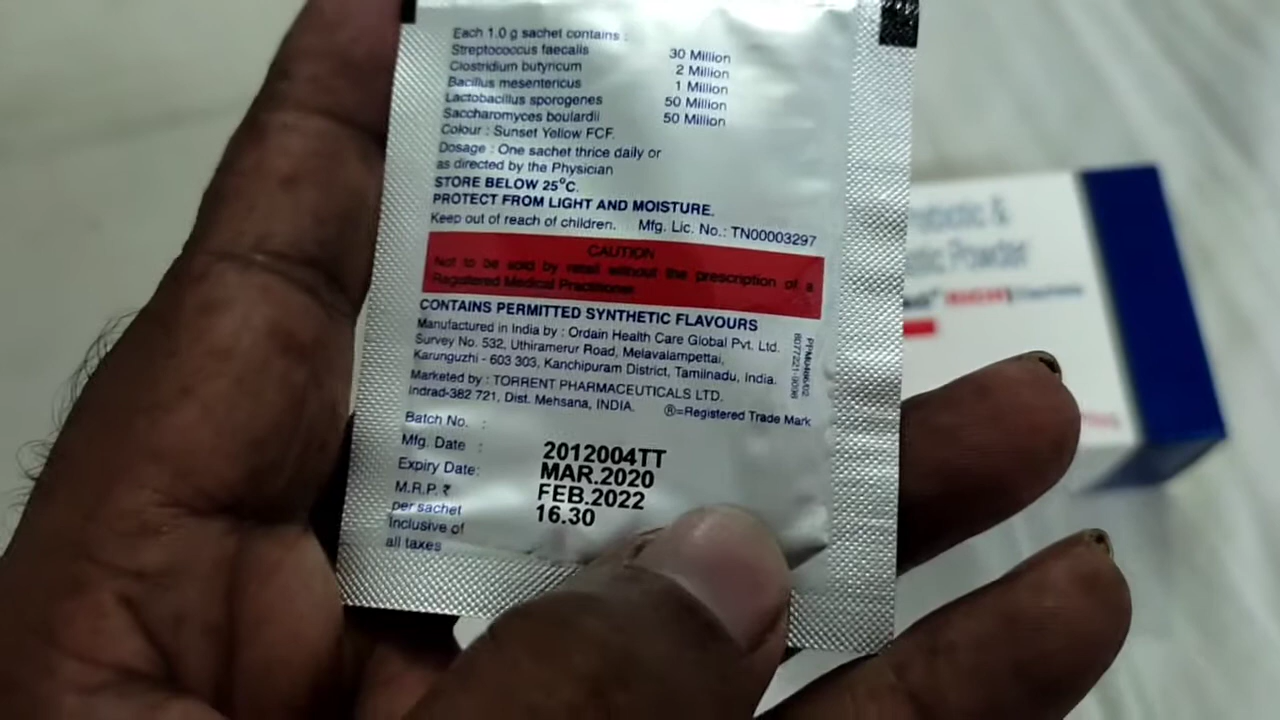 Each 1.0 g sachet contains :
Streptococcus faecalis 30 Million
Clostridium butyricum 2 Million
Bacillus mesentericus 1 Million
Lactobacillus sporogenes 50 Million
Saccharomyces boulardii 50 Million
Colour : Sunset Yellow FCF.
Dosage : One sachet thrice daily or
as directed by the Physician
STORE BELOW 25°C.
PROTECT FROM LIGHT AND MOISTURE.
Keep out of reach of children. Mfg. Lic. No.: TN00003297
CAUTION
Not to be sold by retail without the prescription of a
Registered Medical Practitioner.
CONTAINS PERMITTED SYNTHETIC FLAVOURS
Manufactured in India by : Ordain Health Care Global Pvt. Ltd.
Survey No. 532, Uthiramerur Road, Melavalampettai,
Karunguzhi - 603 303, Kanchipuram District, Tamilnadu, India.
Marketed by : TORRENT PHARMACEUTICALS LTD.
Indrad-382 721, Dist. Mehsana, INDIA. ®=Registered Trade Mark
Batch No. : 2012004TT
Mfg. Date : MAR.2020
Expiry Date: FEB.2022
M.R.P. ₹ 16.30
per sachet
Inclusive of
all taxes
Powder